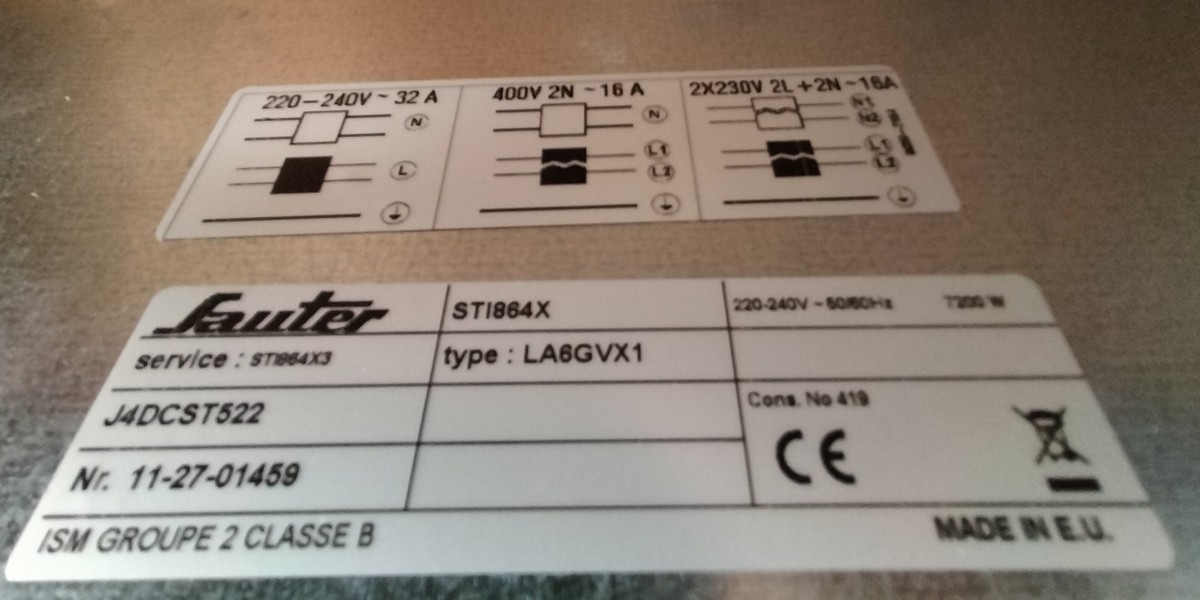 220-240V ~ 32 A
N
L
400V 2N ~ 16 A
N
L1
L2
2X230V 2L+2N ~ 16A
N1
N2
L1
L2
Sauter
STI864X
220-240V ~ 50/60Hz 7200 W
service : STI864X3
type : LA6GVX1
J4DCST522
Cons. No 419
CE
Nr. 11-27-01459
ISM GROUPE 2 CLASSE B
MADE IN E.U.